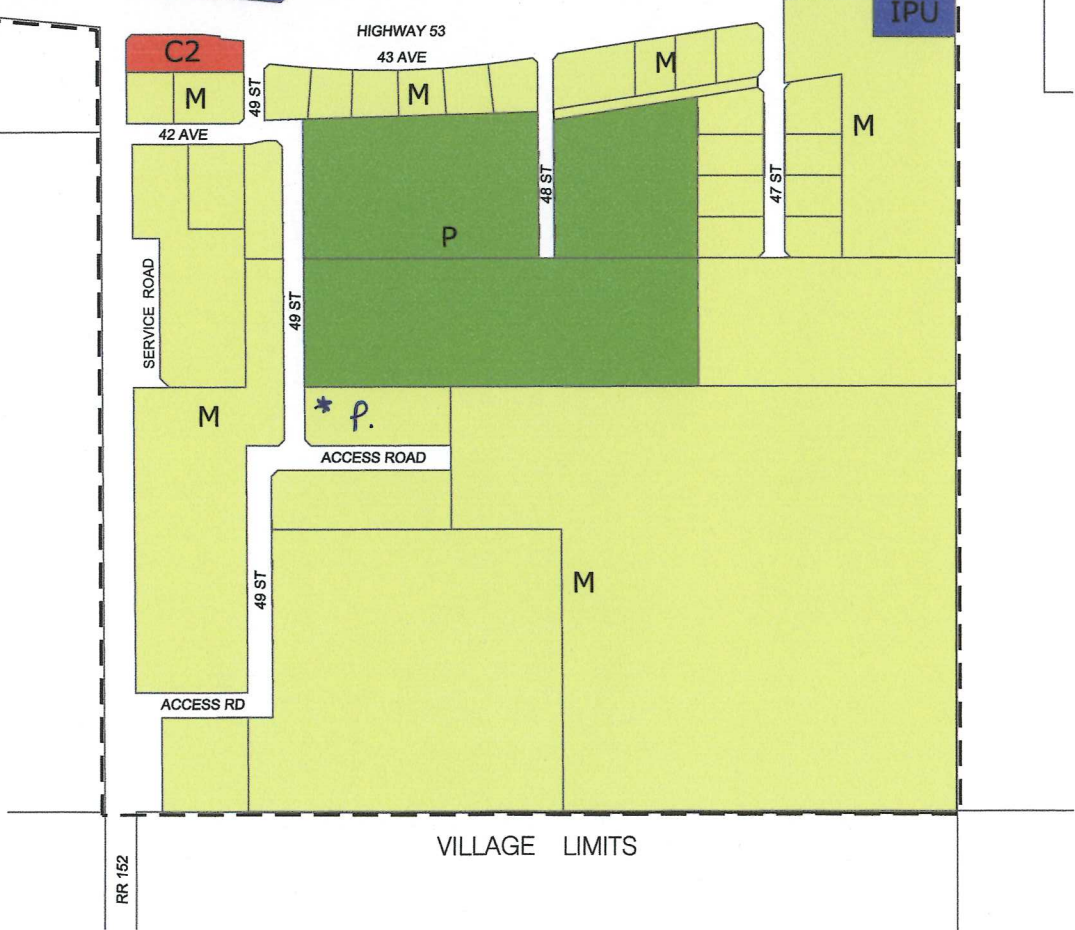 IPU
HIGHWAY 53
43 AVE
C2
M
M
M
49 ST
M
42 AVE
48 ST
47 ST
P
SERVICE ROAD
49 ST
M
* P.
ACCESS ROAD
M
49 ST
ACCESS RD
VILLAGE LIMITS
RR 152